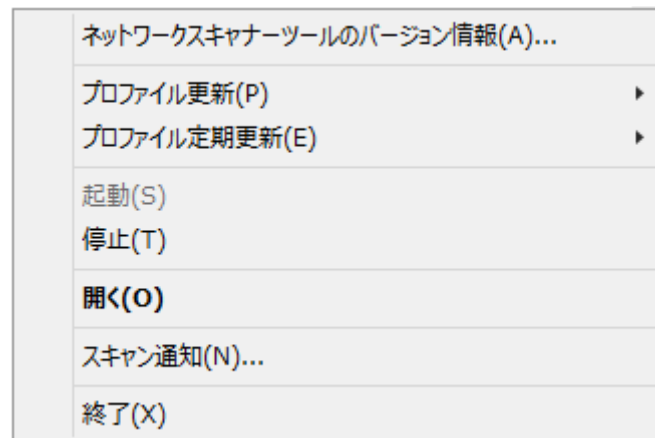 ネットワークスキャナーツールのバージョン情報(A)...
プロファイル更新(P)
プロファイル定期更新(E)
起動(S)
停止(T)
開く(O)
スキャン通知(N)...
終了(X)